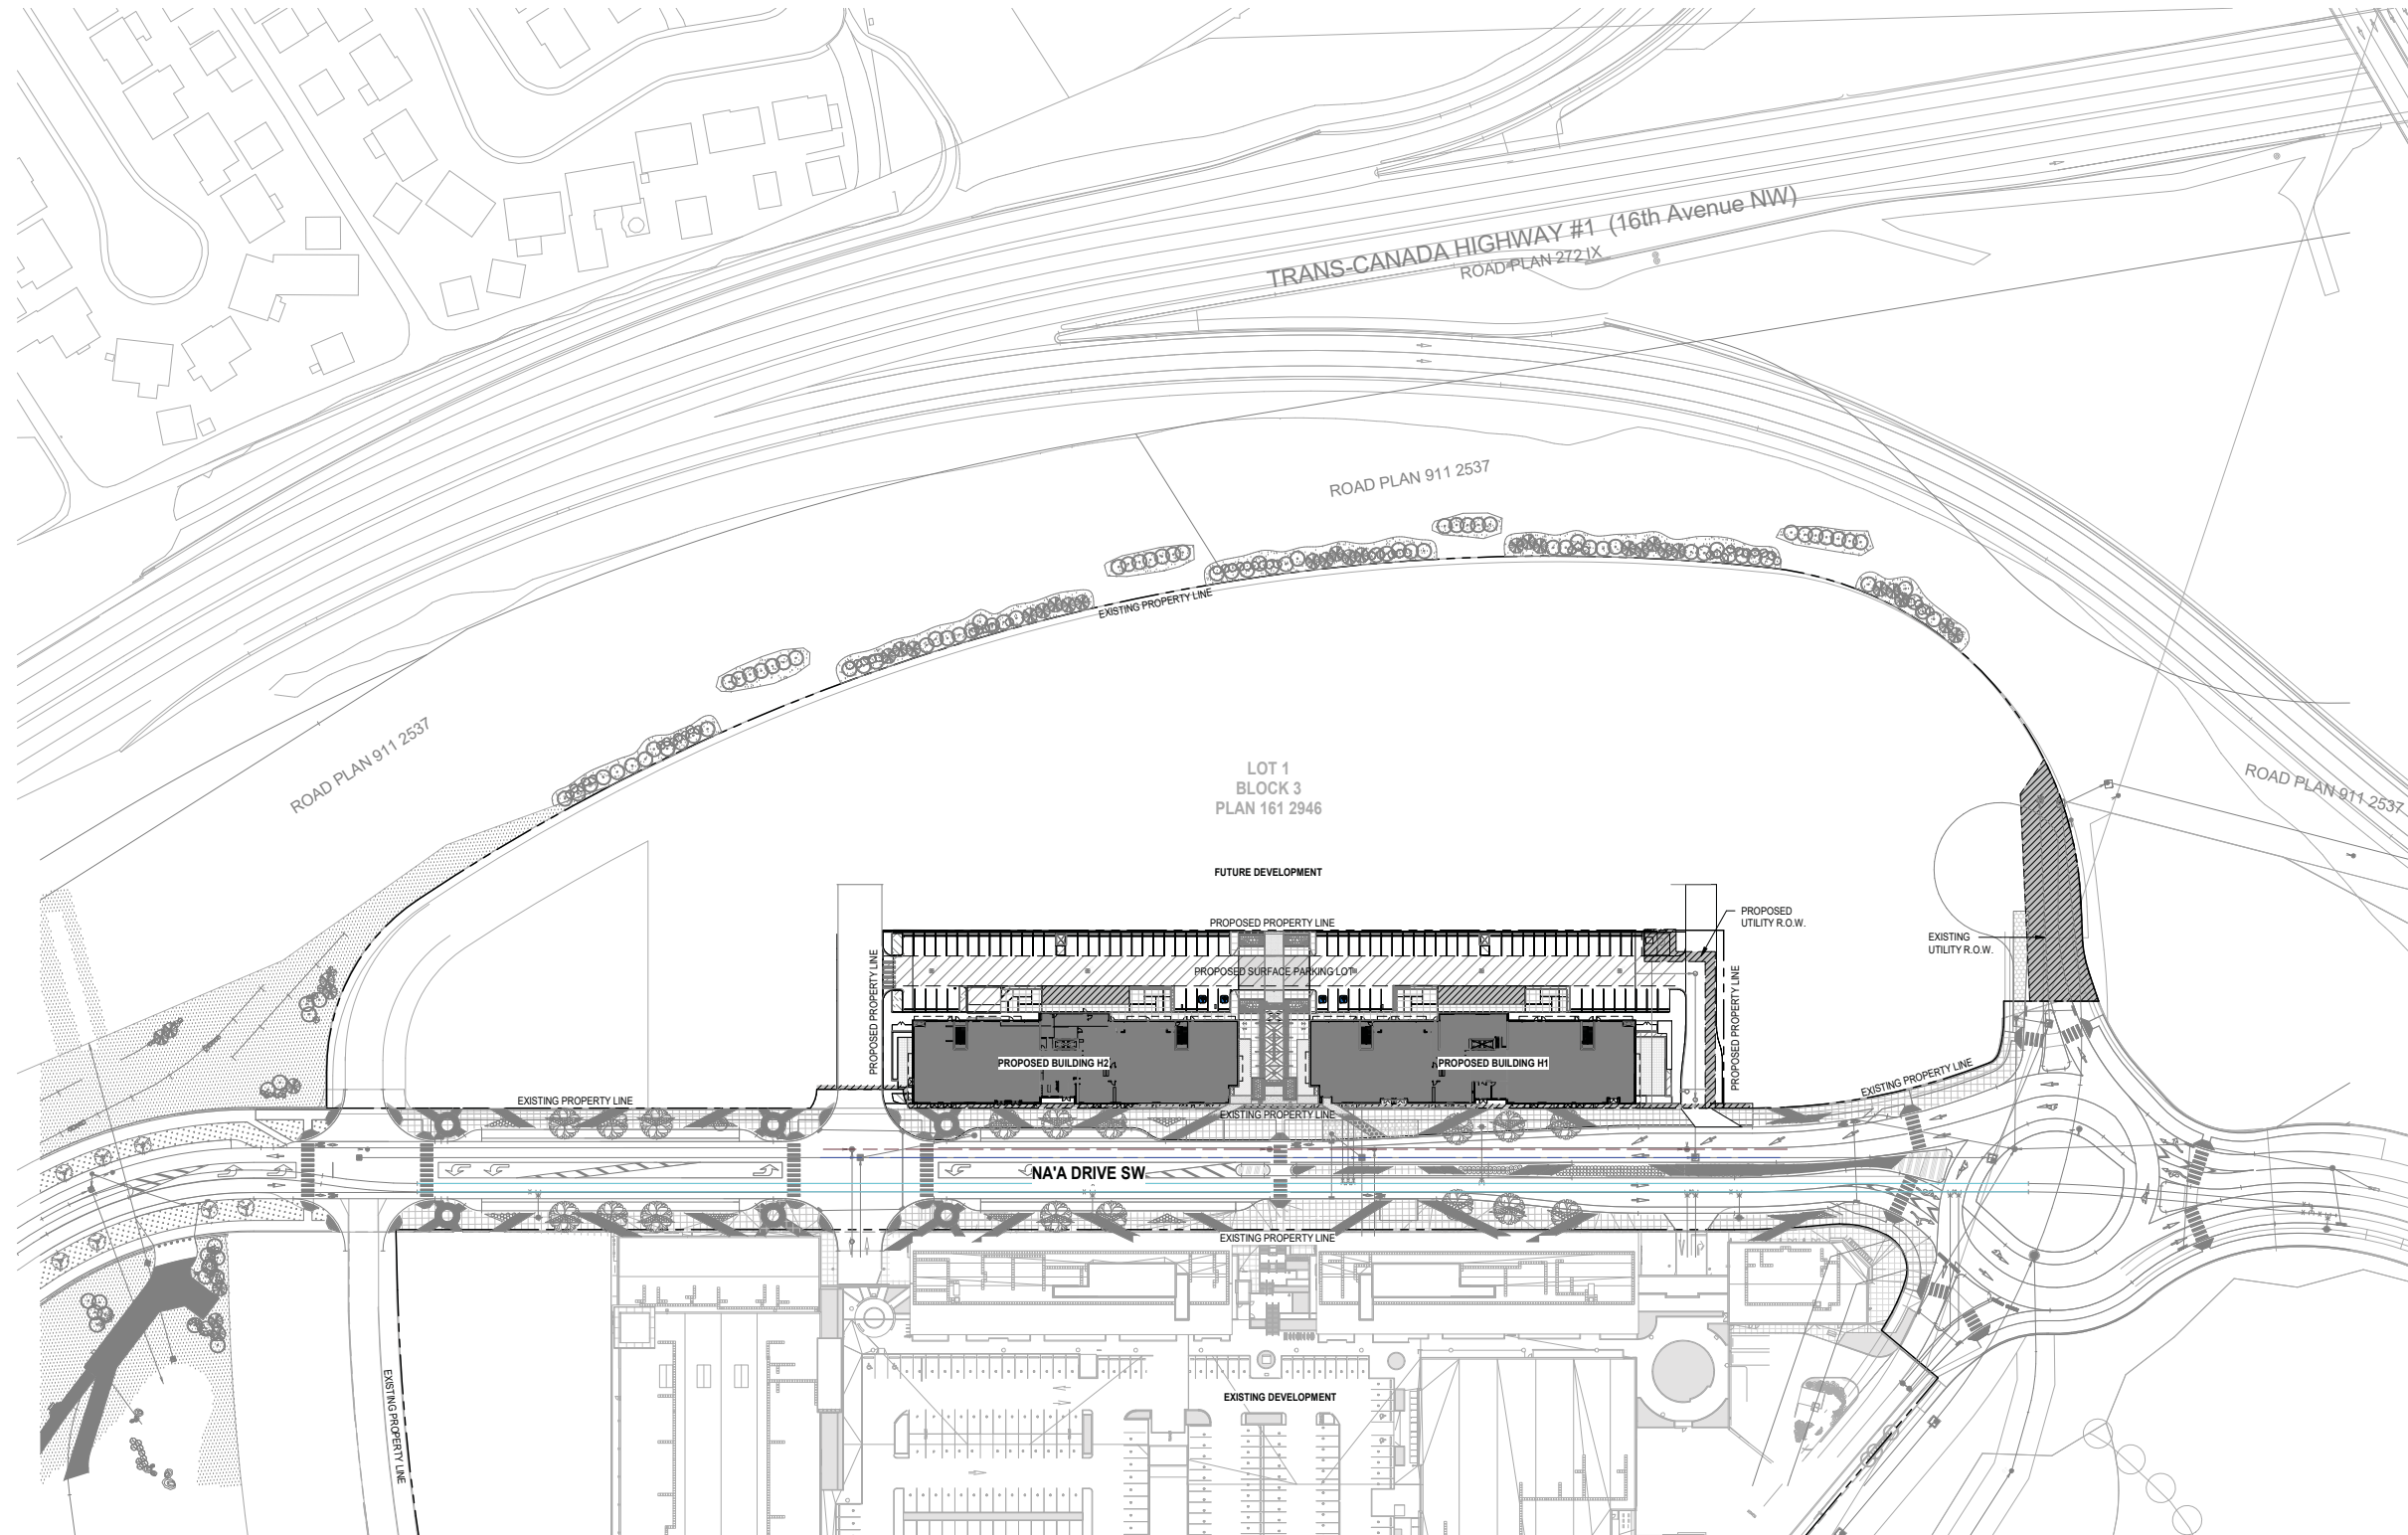 TRANS-CANADA HIGHWAY #1 (16th Avenue NW)
ROAD PLAN 272 IX
ROAD PLAN 911 2537
EXISTING PROPERTY LINE
ROAD PLAN 911 2537
LOT 1
BLOCK 3
PLAN 161 2946
ROAD PLAN 911 2537
FUTURE DEVELOPMENT
PROPOSED PROPERTY LINE
PROPOSED
UTILITY R.O.W.
EXISTING
UTILITY R.O.W.
PROPOSED SURFACE PARKING LOT
PROPOSED PROPERTY LINE
PROPOSED PROPERTY LINE
PROPOSED BUILDING H2
PROPOSED BUILDING H1
EXISTING PROPERTY LINE
EXISTING PROPERTY LINE
EXISTING PROPERTY LINE
NA'A DRIVE SW
EXISTING PROPERTY LINE
EXISTING PROPERTY LINE
EXISTING DEVELOPMENT